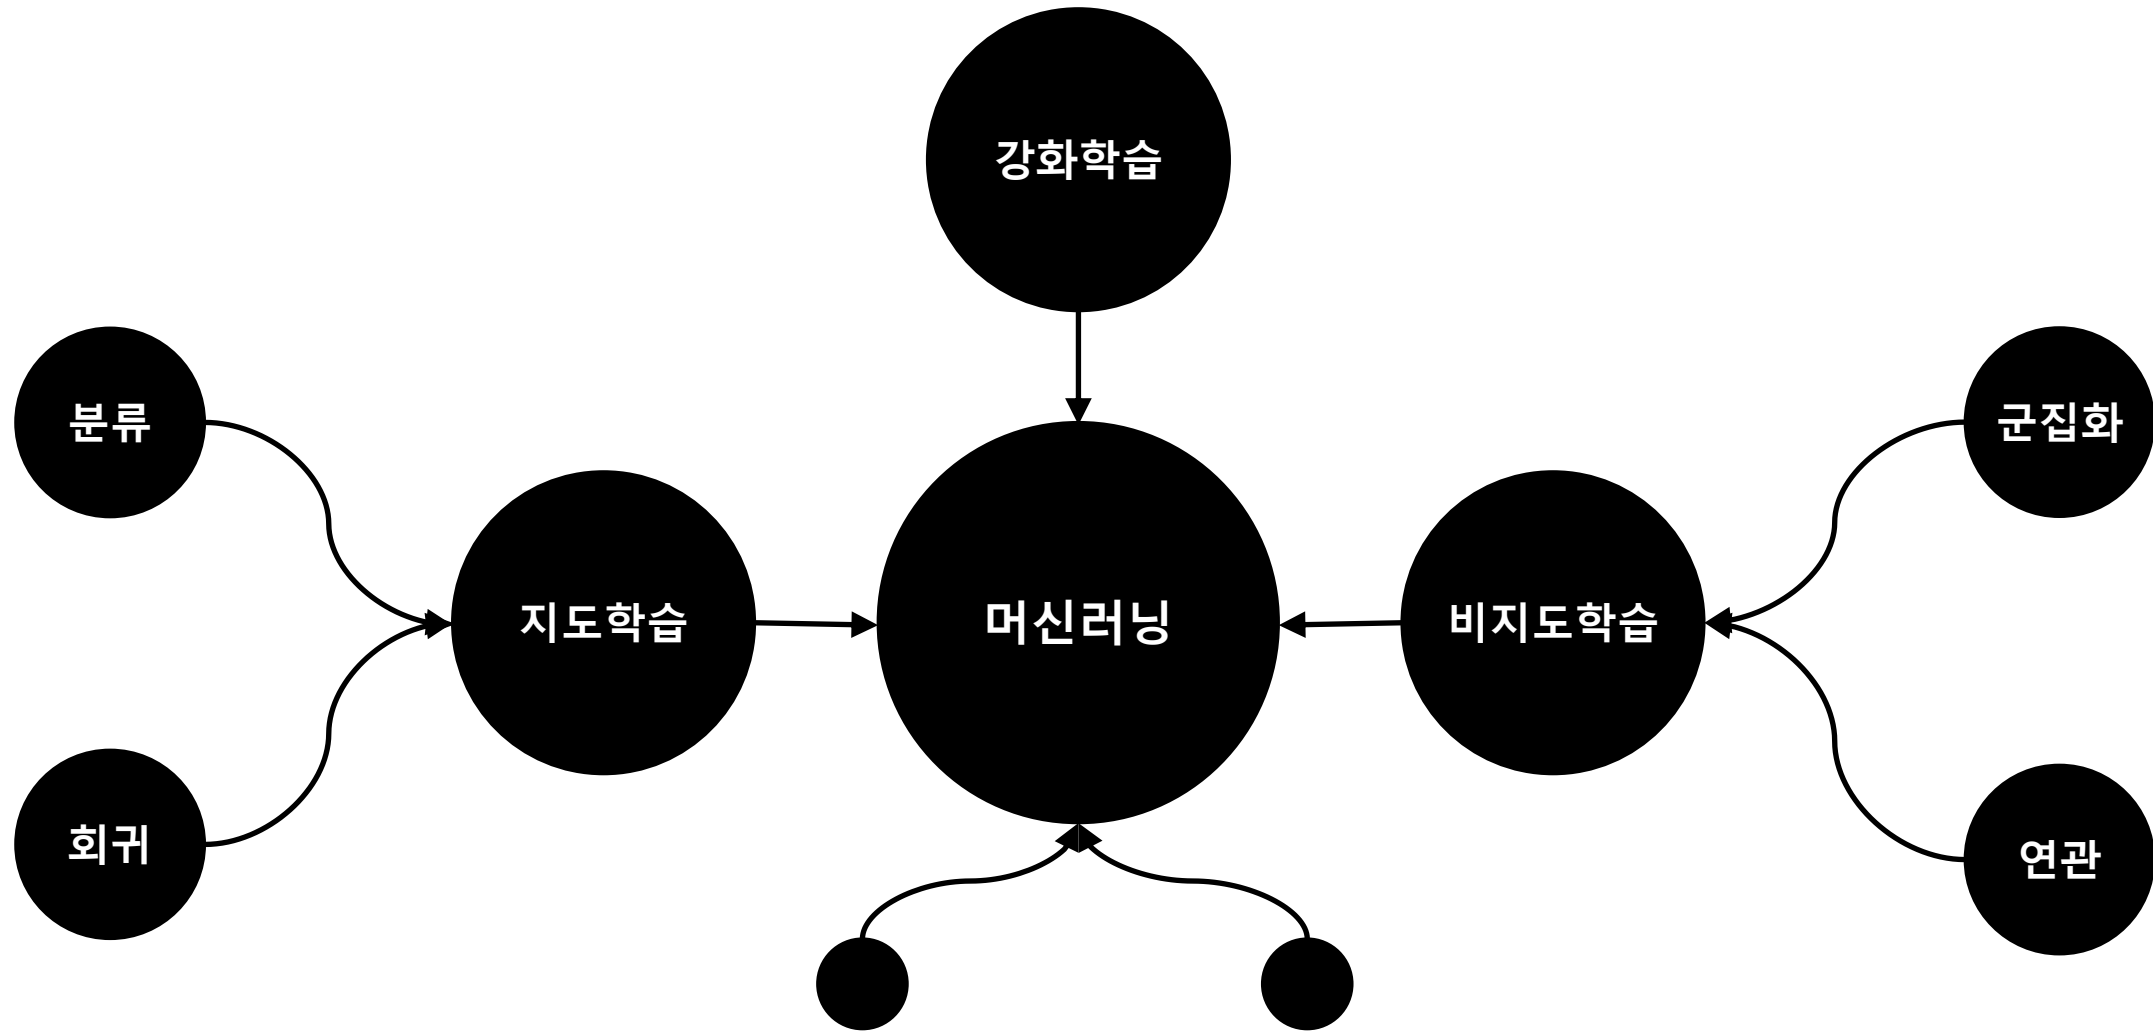 강화학습
분류
군집화
지도학습
머신러닝
비지도학습
회귀
연관